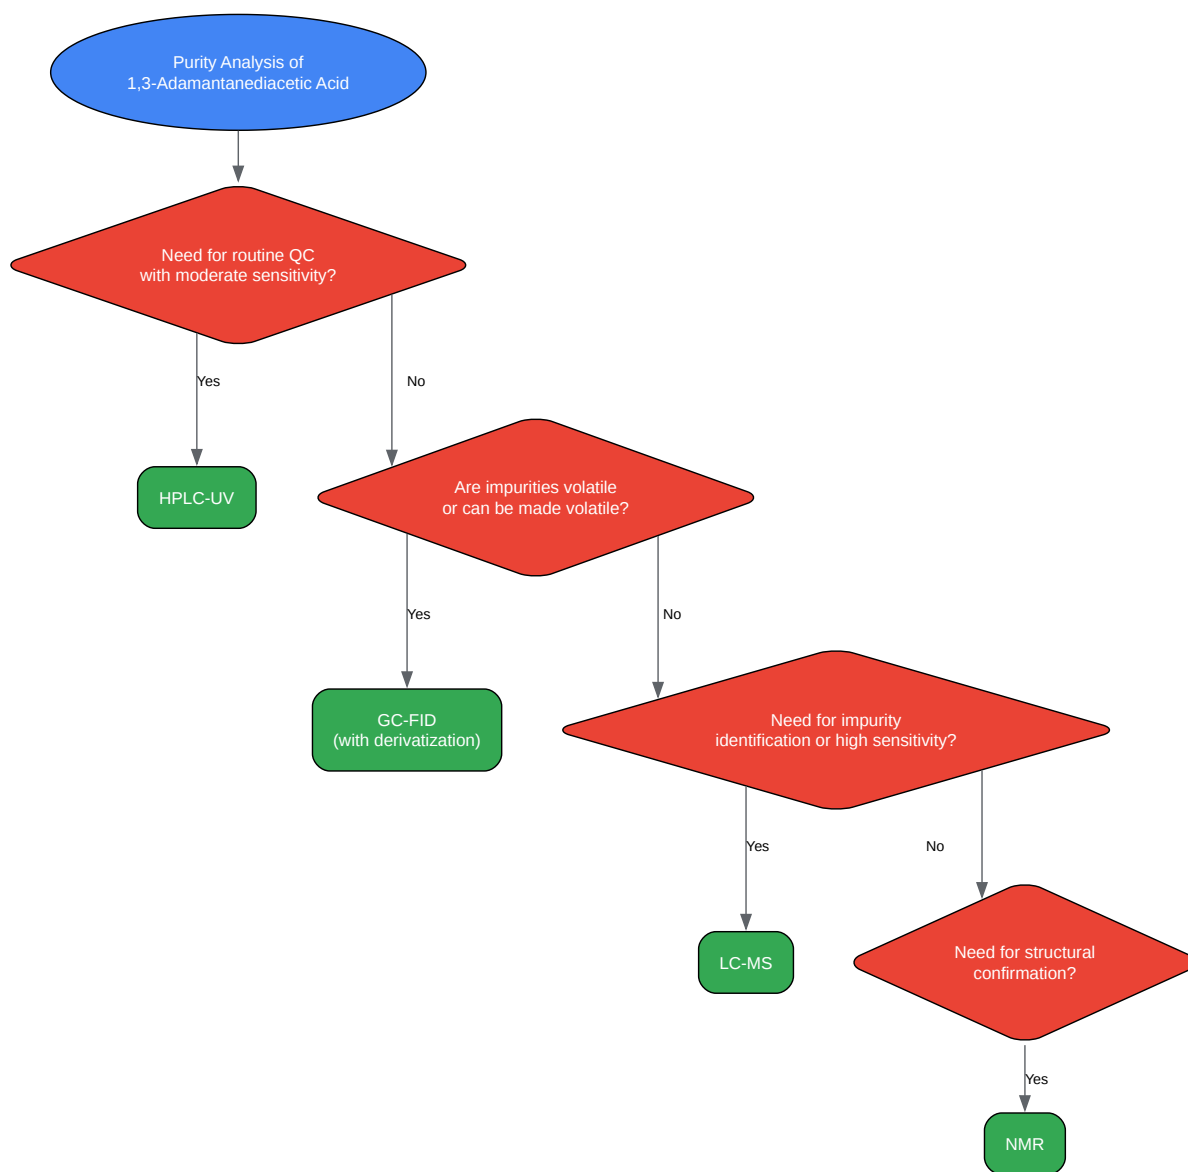 Purity Analysis of
1,3-Adamantanediacetic Acid
Need for routine QC
with moderate sensitivity?
Yes
No
HPLC-UV
Are impurities volatile
or can be made volatile?
Yes
No
GC-FID
(with derivatization)
Need for impurity
identification or high sensitivity?
Yes
No
LC-MS
Need for structural
confirmation?
Yes
NMR